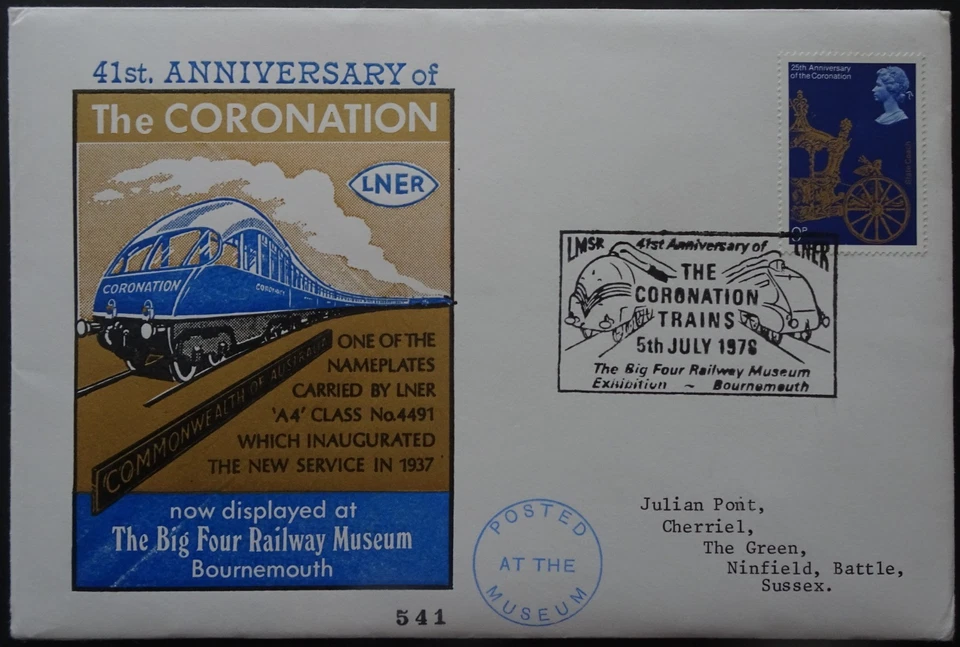 41st. ANNIVERSARY of
The CORONATION
LNER
CORONATION
CORONATION
ONE OF THE
NAMEPLATES
CARRIED BY LNER
'A4' CLASS No.4491
WHICH INAUGURATED
THE NEW SERVICE IN 1937
COMMONWEALTH OF AUSTRALIA
now displayed at
The Big Four Railway Museum
Bournemouth
541
25th Anniversary
of the Coronation
State Coach
LMSR 41st Anniversary of LNER
THE
CORONATION
TRAINS
5th JULY 1978
The Big Four Railway Museum
Exhibition ~ Bournemouth
POSTED
AT THE
MUSEUM
Julian Pont,
Cherriel,
The Green,
Ninfield, Battle,
Sussex.